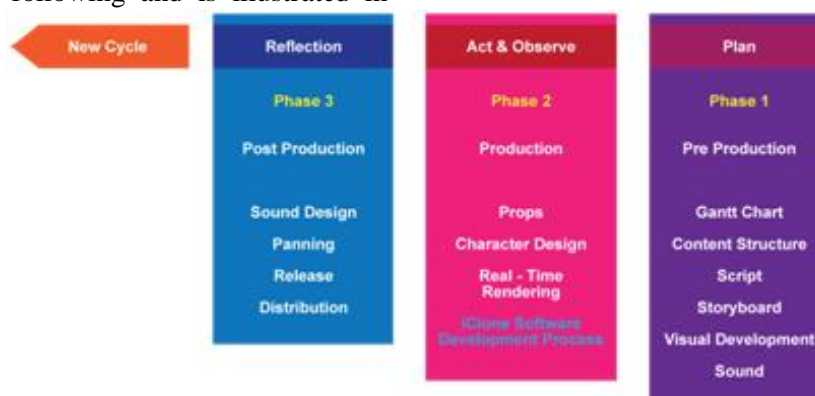 following and is illustrated in
New Cycle
Reflection
Phase 3
Post Production
Sound Design
Panning
Release
Distribution
Act & Observe
Phase 2
Production
Props
Character Design
Real - Time
Rendering
IClone Software
Development Process
Plan
Phase 1
Pre Production
Gantt Chart
Content Structure
Script
Storyboard
Visual Development
Sound